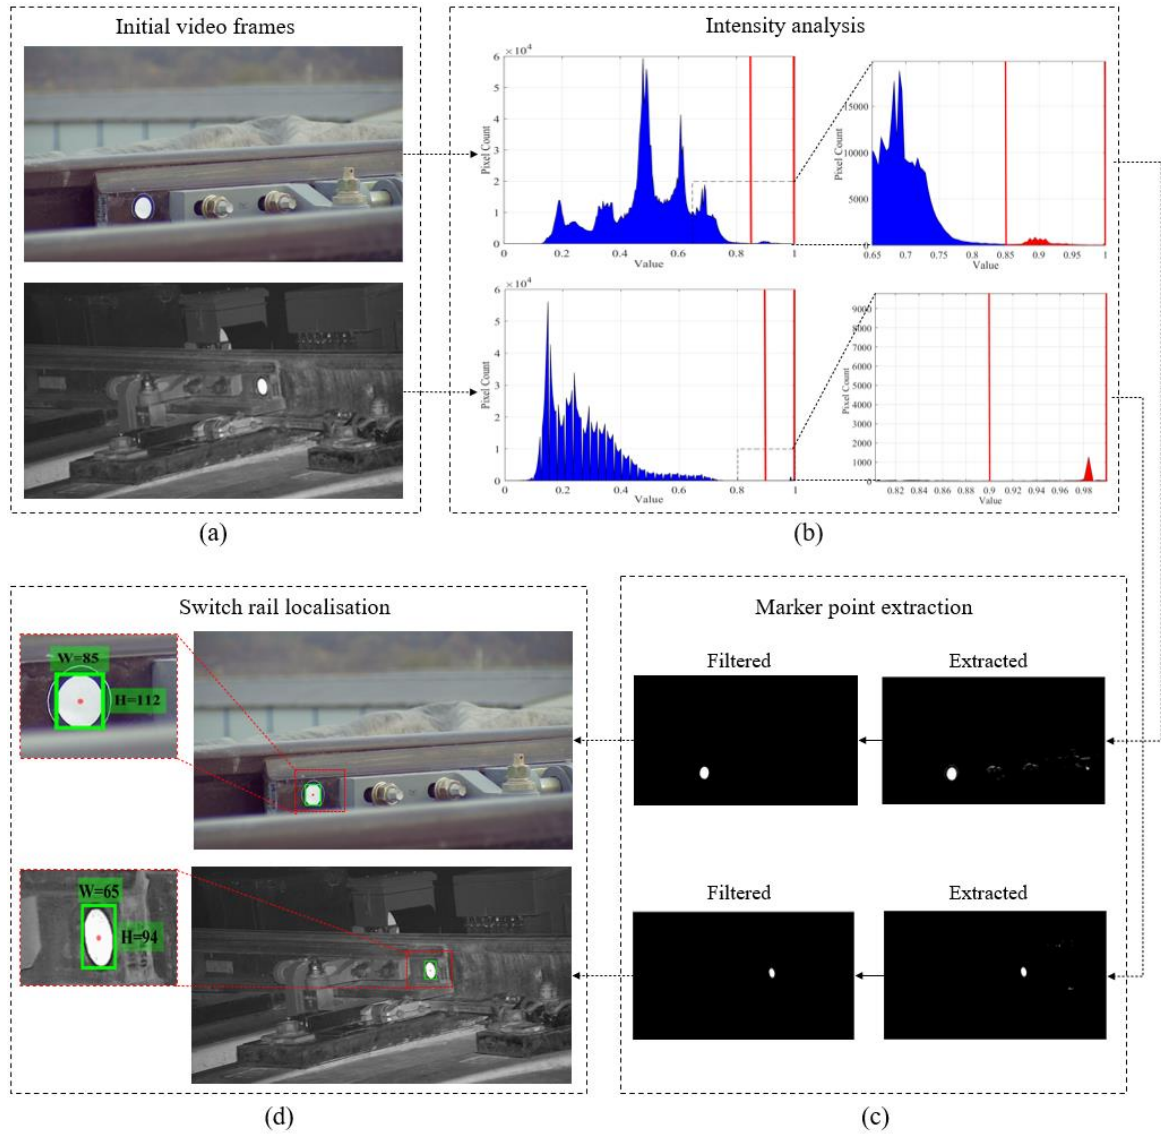 Initial video frames
Intensity analysis
×10⁴
6
5
4
3
2
1
0
Pixel Count
0 0.2 0.4 0.6 0.8 1
Value
15000
10000
5000
0
Pixel Count
0.65 0.7 0.75 0.8 0.85 0.9 0.95 1
Value
×10⁴
6
5
4
3
2
1
0
Pixel Count
0 0.2 0.4 0.6 0.8 1
Value
9000
8000
7000
6000
5000
4000
3000
2000
1000
0
Pixel Count
0.82 0.84 0.86 0.88 0.9 0.92 0.94 0.96 0.98
Value
(a)
(b)
Switch rail localisation
W=85
H=112
W=65
H=94
Marker point extraction
Filtered
Extracted
Filtered
Extracted
(d)
(c)